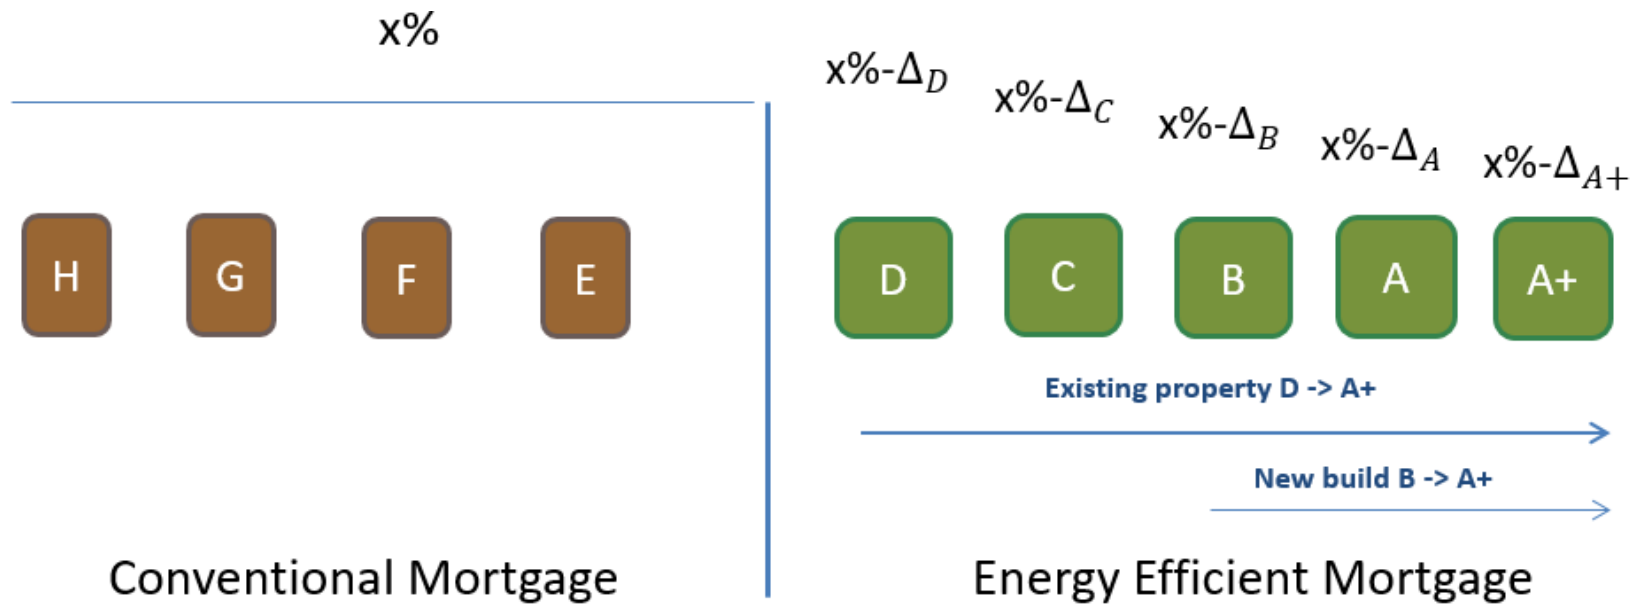 x%
x%-Δ_D
x%-Δ_C
x%-Δ_B
x%-Δ_A
x%-Δ_A+
H
G
F
E
D
C
B
A
A+
Existing property D -> A+
New build B -> A+
Conventional Mortgage
Energy Efficient Mortgage